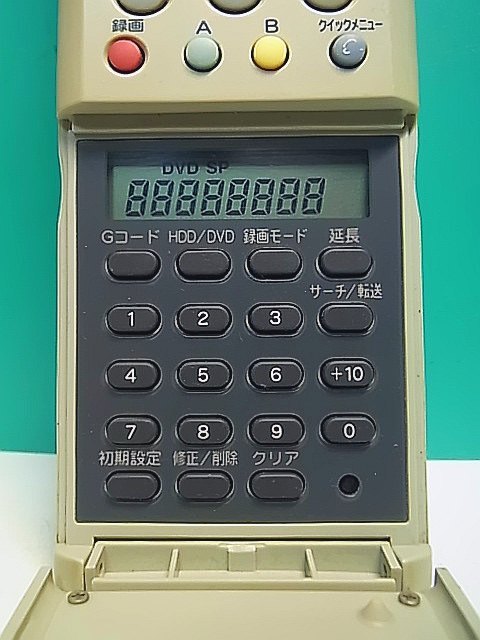 録画 A B クイックメニュー
DVD SP
88888888
Gコード HDD/DVD 録画モード 延長
サーチ/転送
1 2 3
4 5 6 +10
7 8 9 0
初期設定 修正/削除 クリア